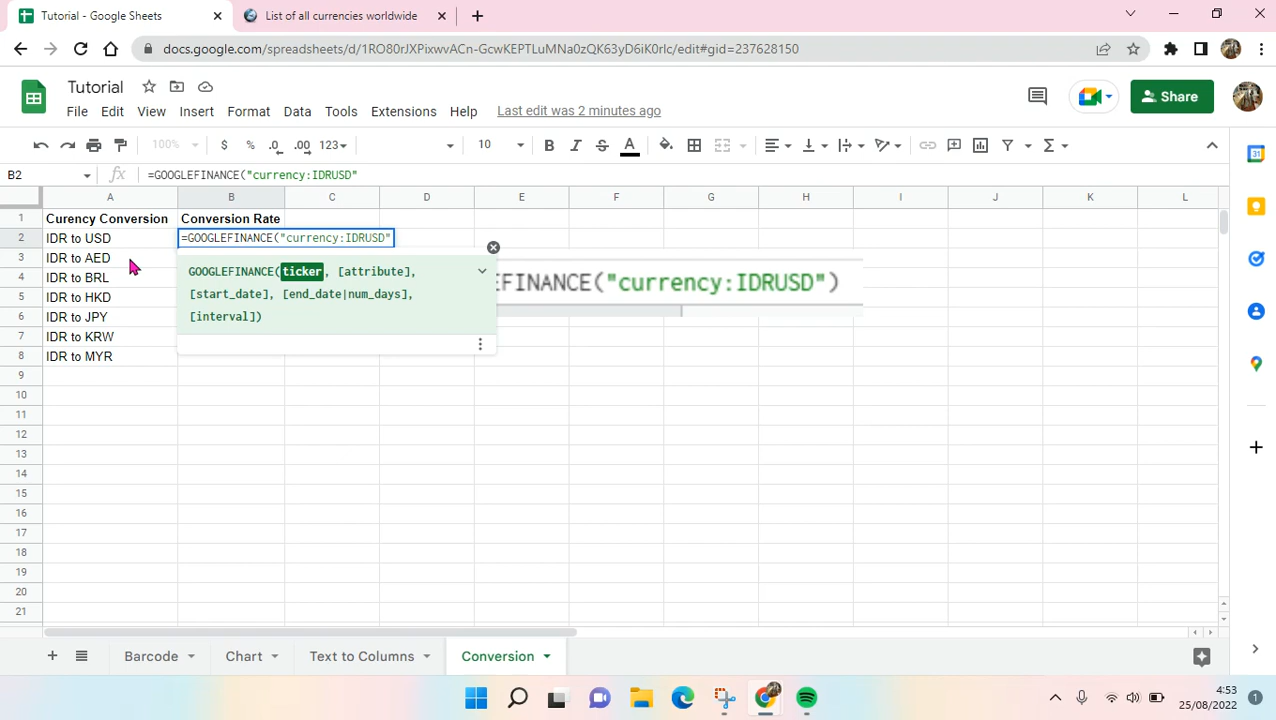 Tutorial - Google Sheets
List of all currencies worldwide
docs.google.com/spreadsheets/d/1RO80rJXPixwvACn-GcwKEPTLuMNa0zQK63yD6iK0rlc/edit#gid=237628150
Tutorial
File Edit View Insert Format Data Tools Extensions Help Last edit was 2 minutes ago
Share
100% $ % .0 .00 123 10 B I S A Σ
B2 fx =GOOGLEFINANCE("currency:IDRUSD"
A B C D E F G H I J K L
1 Curency Conversion Conversion Rate
2 IDR to USD =GOOGLEFINANCE("currency:IDRUSD"
3 IDR to AED
4 IDR to BRL
5 IDR to HKD
6 IDR to JPY
7 IDR to KRW
8 IDR to MYR
GOOGLEFINANCE(ticker, [attribute],
[start_date], [end_date|num_days],
[interval])
EFINANCE("currency:IDRUSD")
9
10
11
12
13
14
15
16
17
18
19
20
21
Barcode Chart Text to Columns Conversion
4:53
25/08/2022
1